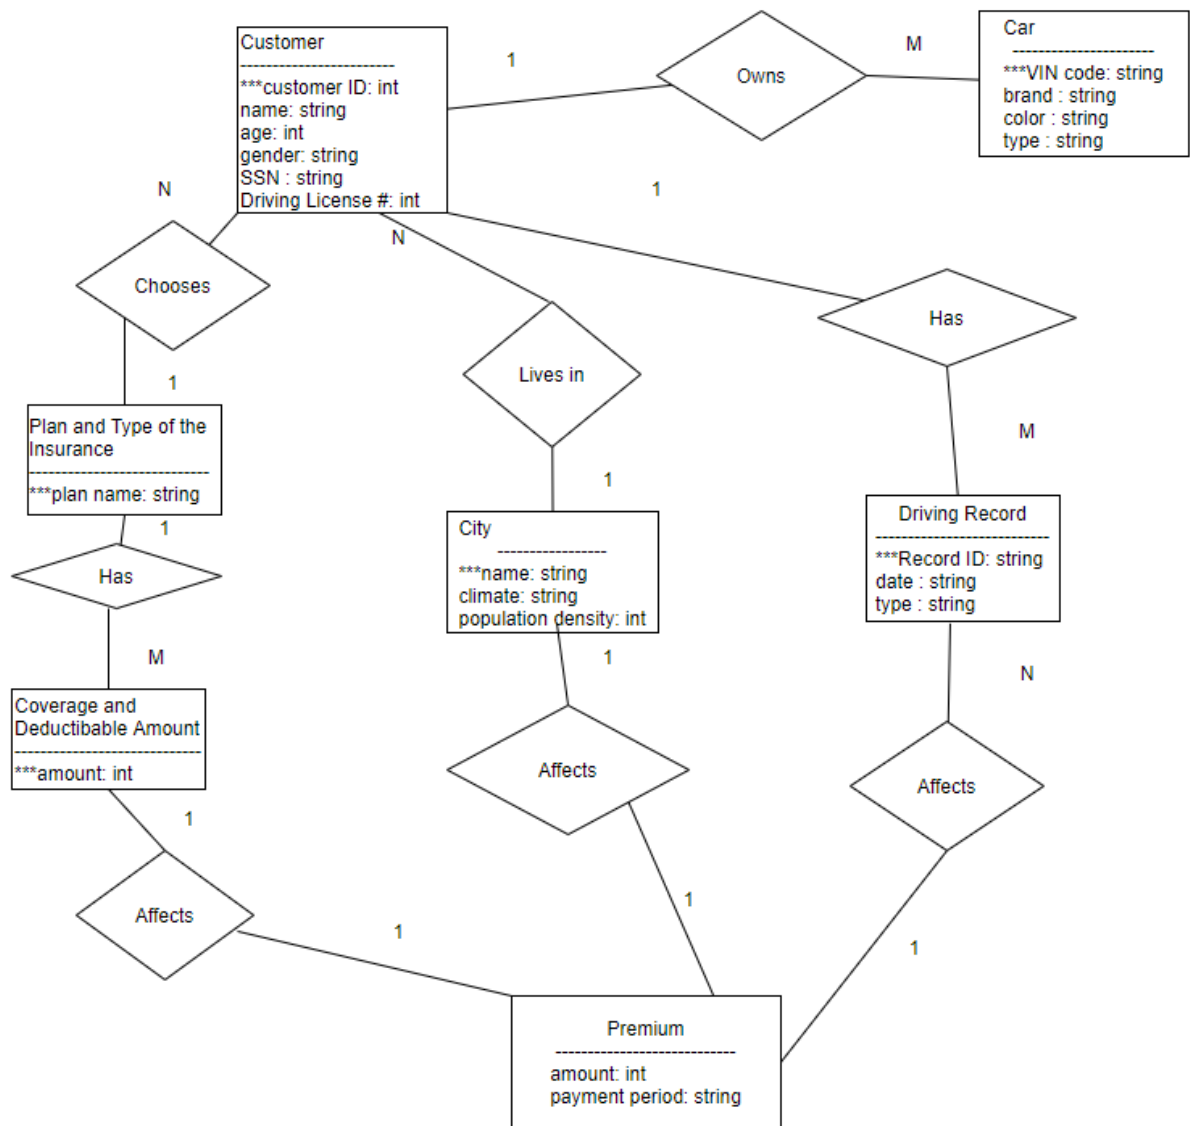 Customer
------------------------
***customer ID: int
name: string
age: int
gender: string
SSN : string
Driving License #: int
1
Owns
M
Car
----------------------
***VIN code: string
brand : string
color : string
type : string
N
Chooses
1
Plan and Type of the
Insurance
----------------------------
***plan name: string
1
Has
M
Coverage and
Deductibable Amount
-----------------------------
***amount: int
1
Affects
1
N
Lives in
1
City
-----------------
***name: string
climate: string
population density: int
1
Affects
1
1
Has
M
Driving Record
---------------------------
***Record ID: string
date : string
type : string
N
Affects
1
Premium
----------------------------
amount: int
payment period: string